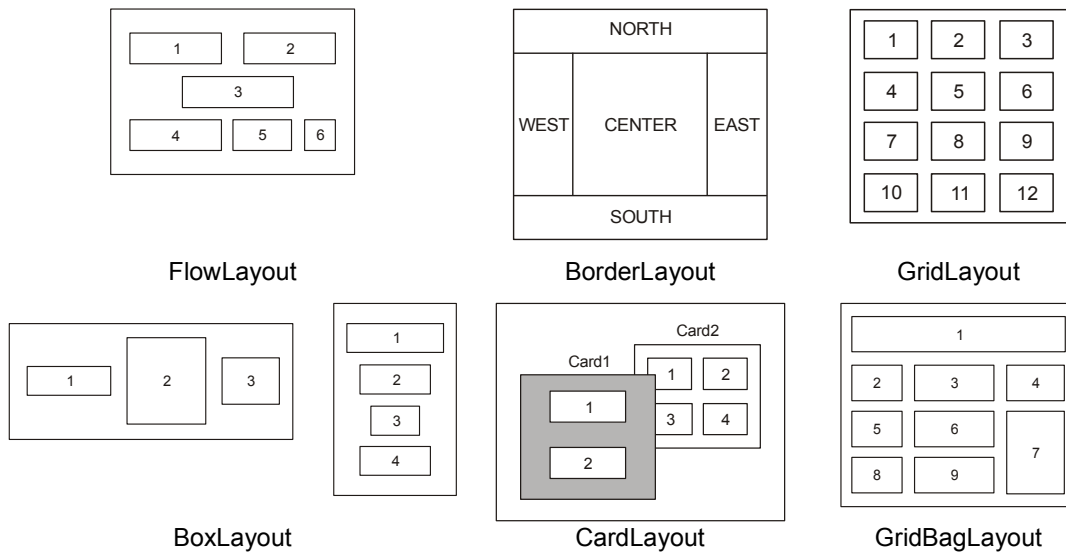 1 2
3
4 5 6
FlowLayout
NORTH
WEST CENTER EAST
SOUTH
BorderLayout
1 2 3
4 5 6
7 8 9
10 11 12
GridLayout
1 2 3
1
2
3
4
BoxLayout
Card2
Card1
1 2
3 4
1
2
CardLayout
1
2 3 4
5 6
7
8 9
GridBagLayout